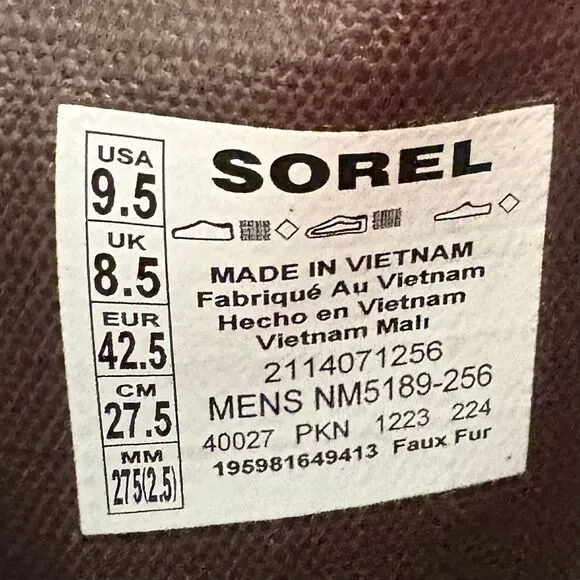 USA
9.5
UK
8.5
EUR
42.5
CM
27.5
MM
275(2.5)
SOREL
MADE IN VIETNAM
Fabriqué Au Vietnam
Hecho en Vietnam
Vietnam Malı
2114071256
MENS NM5189-256
40027 PKN 1223 224
195981649413 Faux Fur